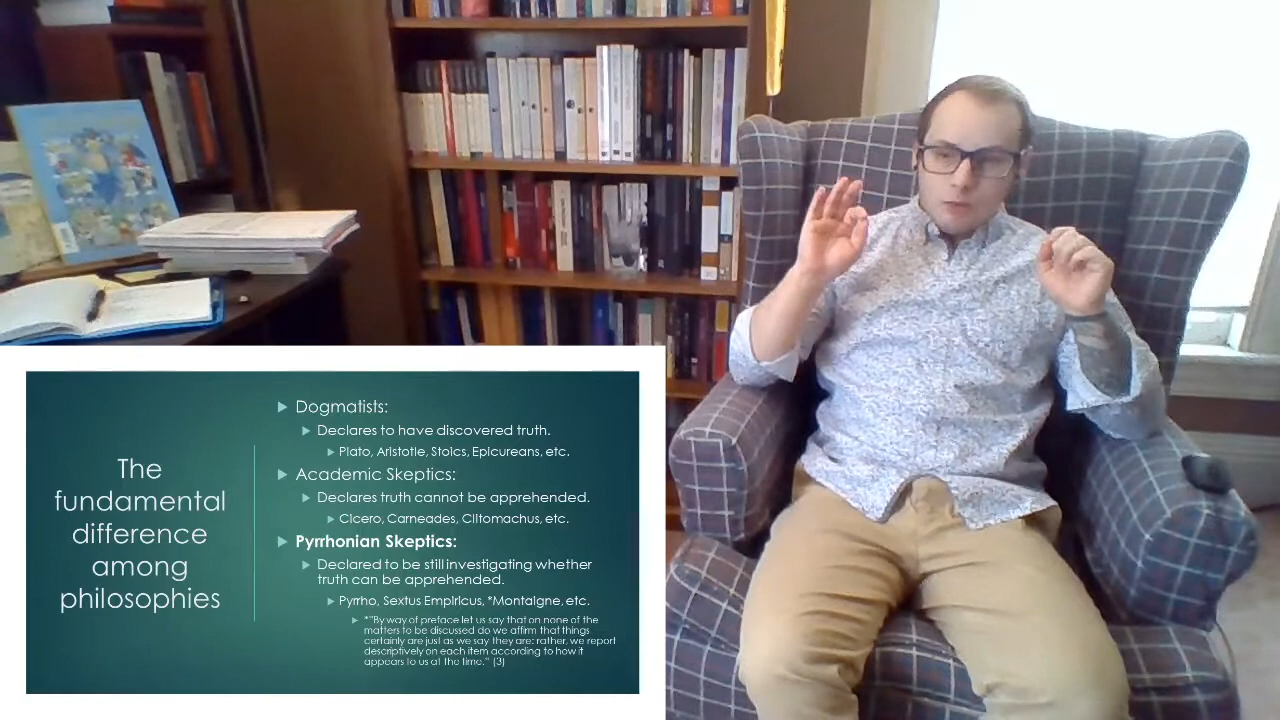 The
fundamental
difference
among
philosophies
Dogmatists:
Declares to have discovered truth.
Plato, Aristotle, Stoics, Epicureans, etc.
Academic Skeptics:
Declares truth cannot be apprehended.
Cicero, Carneades, Clitomachus, etc.
Pyrrhonian Skeptics:
Declared to be still investigating whether
truth can be apprehended.
Pyrrho, Sextus Empiricus, *Montaigne, etc.
*"By way of preface let us say that on none of the
matters to be discussed do we affirm that things
certainly are just as we say they are: rather, we report
descriptively on each item according to how it
appears to us at the time." (3)